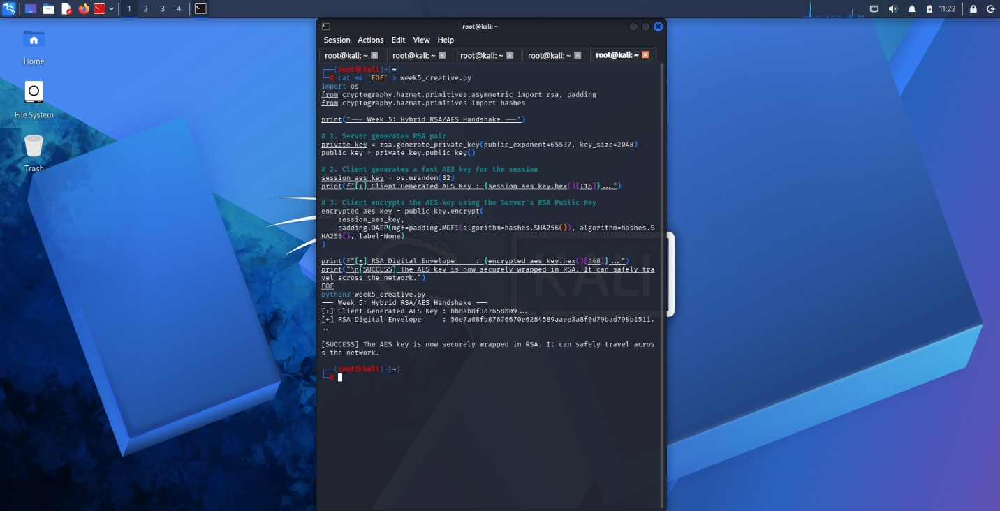 1 2 3 4
11:22
Home
File System
Trash
root@kali: ~
Session Actions Edit View Help
root@kali: ~ root@kali: ~ root@kali: ~ root@kali: ~ root@kali: ~
┌──(root㉿kali)-[~]
└─# cat << 'EOF' > week5_creative.py
import os
from cryptography.hazmat.primitives.asymmetric import rsa, padding
from cryptography.hazmat.primitives import hashes
print("--- Week 5: Hybrid RSA/AES Handshake ---")
# 1. Server generates RSA pair
private_key = rsa.generate_private_key(public_exponent=65537, key_size=2048)
public_key = private_key.public_key()
# 2. Client generates a fast AES key for the session
session_aes_key = os.urandom(32)
print(f"[+] Client Generated AES Key : {session_aes_key.hex()[:16]}...")
# 3. Client encrypts the AES key using the Server's RSA Public Key
encrypted_aes_key = public_key.encrypt(
    session_aes_key,
    padding.OAEP(mgf=padding.MGF1(algorithm=hashes.SHA256()), algorithm=hashes.S
HA256(), label=None)
)
print(f"[+] RSA Digital Envelope     : {encrypted_aes_key.hex()[:48]}...")
print("\n[SUCCESS] The AES key is now securely wrapped in RSA. It can safely tra
vel across the network.")
EOF
python3 week5_creative.py
--- Week 5: Hybrid RSA/AES Handshake ---
[+] Client Generated AES Key : bb8ab8f3d7658b09...
[+] RSA Digital Envelope     : 56e7a08fb87676670e6284589aaee3a8f0d79bad798b1511.
..
[SUCCESS] The AES key is now securely wrapped in RSA. It can safely travel acros
s the network.
┌──(root㉿kali)-[~]
└─#
KALI